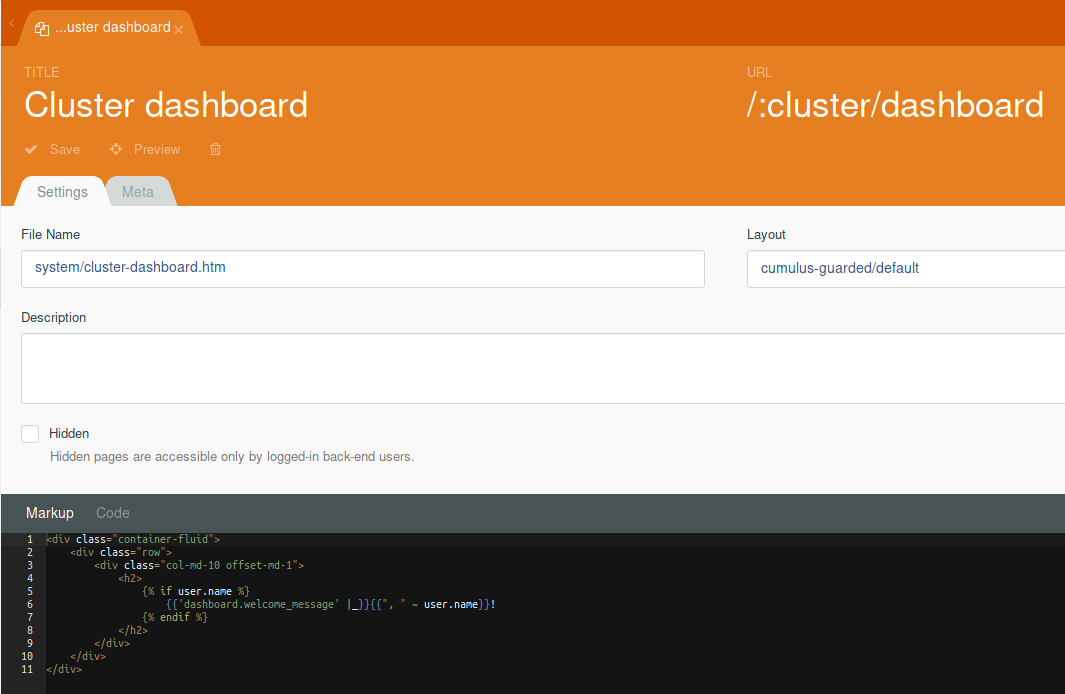 ...uster dashboard
TITLE
URL
Cluster dashboard
/:cluster/dashboard
Save
Preview
Settings
Meta
File Name
Layout
system/cluster-dashboard.htm
cumulus-guarded/default
Description
Hidden
Hidden pages are accessible only by logged-in back-end users.
Markup
Code
1 <div class="container-fluid">
2     <div class="row">
3         <div class="col-md-10 offset-md-1">
4             <h2>
5                 {% if user.name %}
6                     {{'dashboard.welcome_message' |_}}{{", " ~ user.name}}!
7                 {% endif %}
8             </h2>
9         </div>
10     </div>
11 </div>